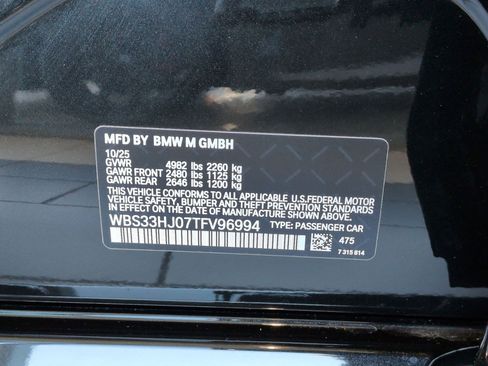 MFD BY BMW M GMBH
10/25
GVWR 4982 lbs 2260 kg
GAWR FRONT 2480 lbs 1125 kg
GAWR REAR 2646 lbs 1200 kg
THIS VEHICLE CONFORMS TO ALL APPLICABLE U.S.FEDERAL MOTOR
VEHICLE SAFETY, BUMPER AND THEFT PREVENTION STANDARDS
IN EFFECT ON THE DATE OF MANUFACTURE SHOWN ABOVE.
WBS33HJ07TFV96994 TYPE: PASSENGER CAR
475
7 315 814